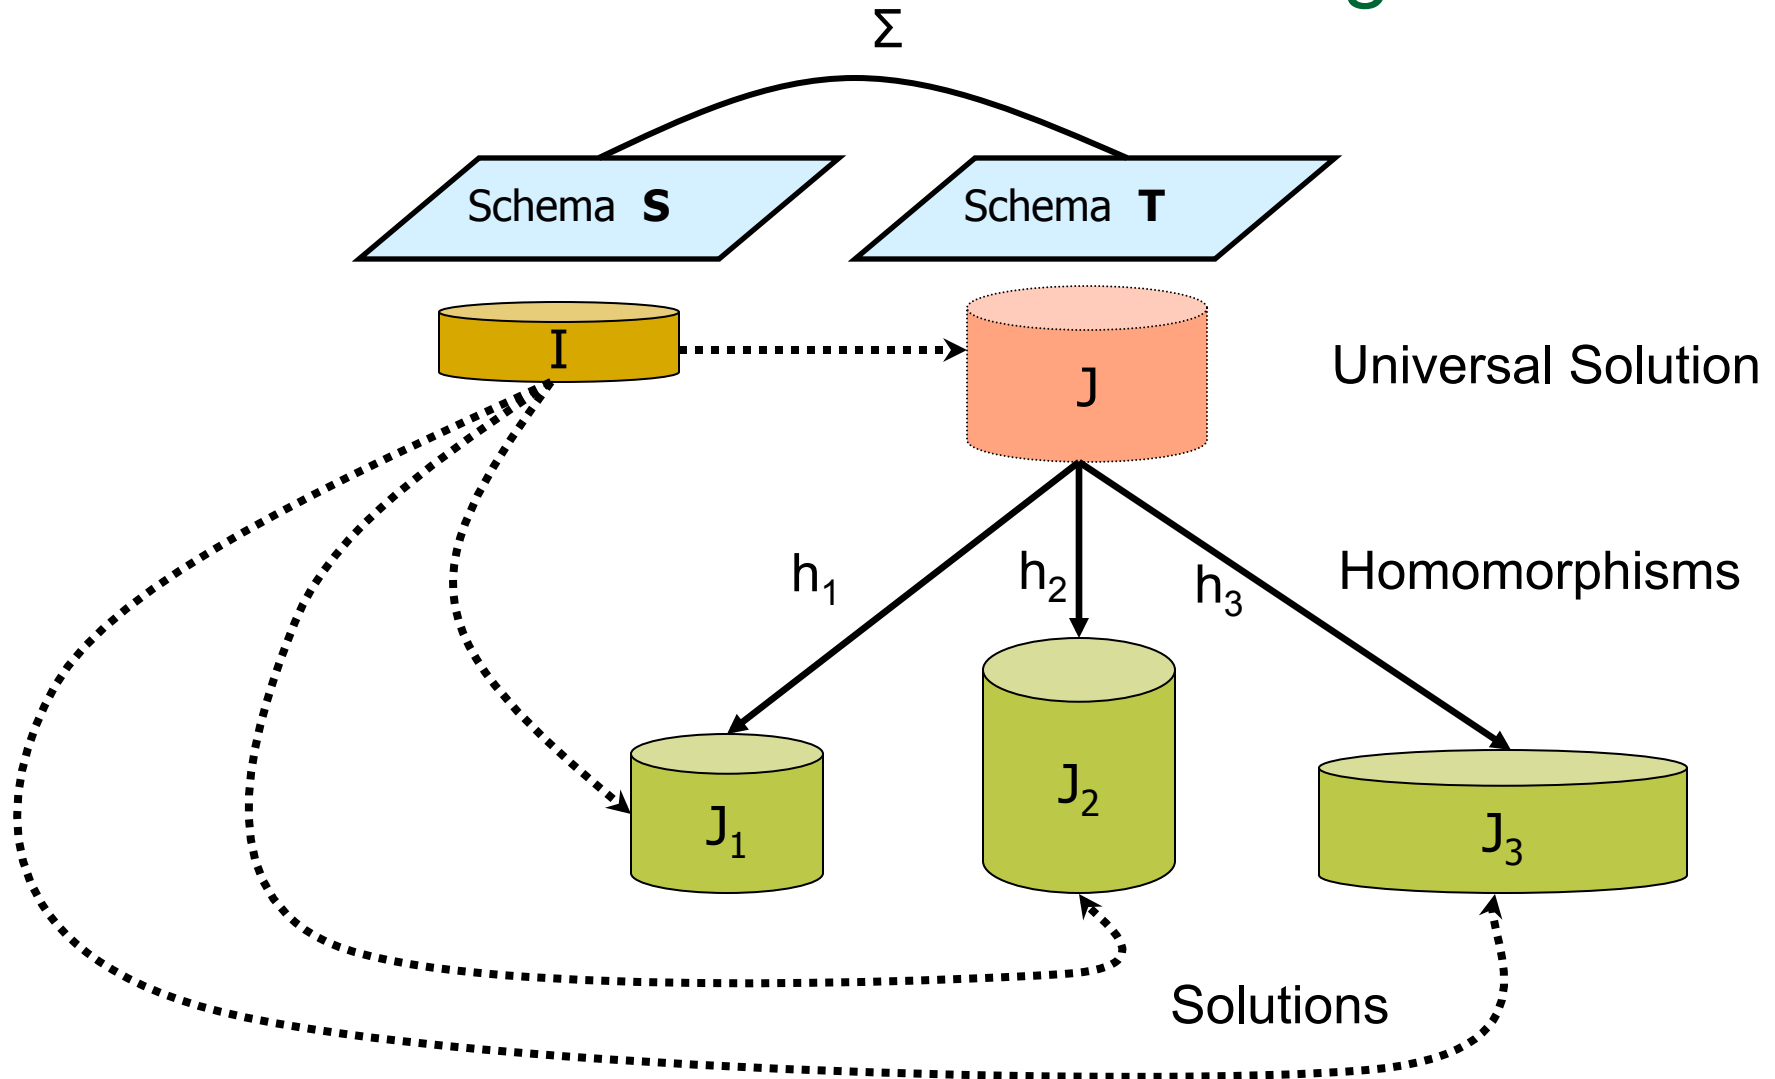 Σ
Schema S
Schema T
I
J
Universal Solution
h₁
h₂
h₃
Homomorphisms
J₁
J₂
J₃
Solutions